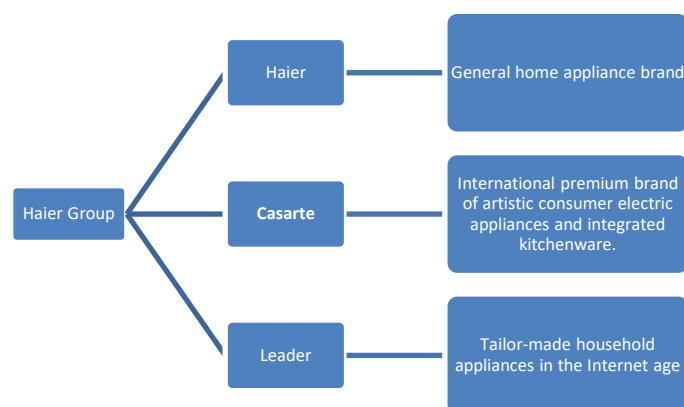 Haier Group
Haier
General home appliance brand
Casarte
International premium brand
of artistic consumer electric
appliances and integrated
kitchenware.
Leader
Tailor-made household
appliances in the Internet age